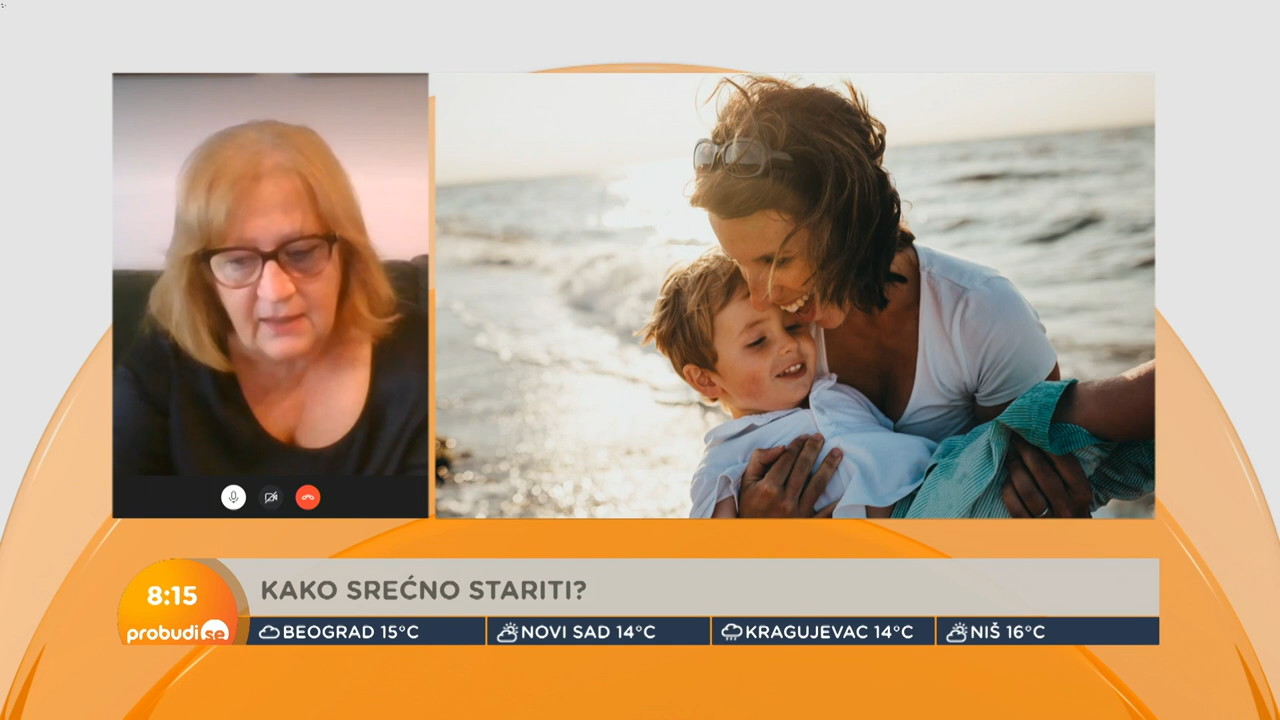 8:15
probudi se
KAKO SREĆNO STARITI?
BEOGRAD 15°C
NOVI SAD 14°C
KRAGUJEVAC 14°C
NIŠ 16°C